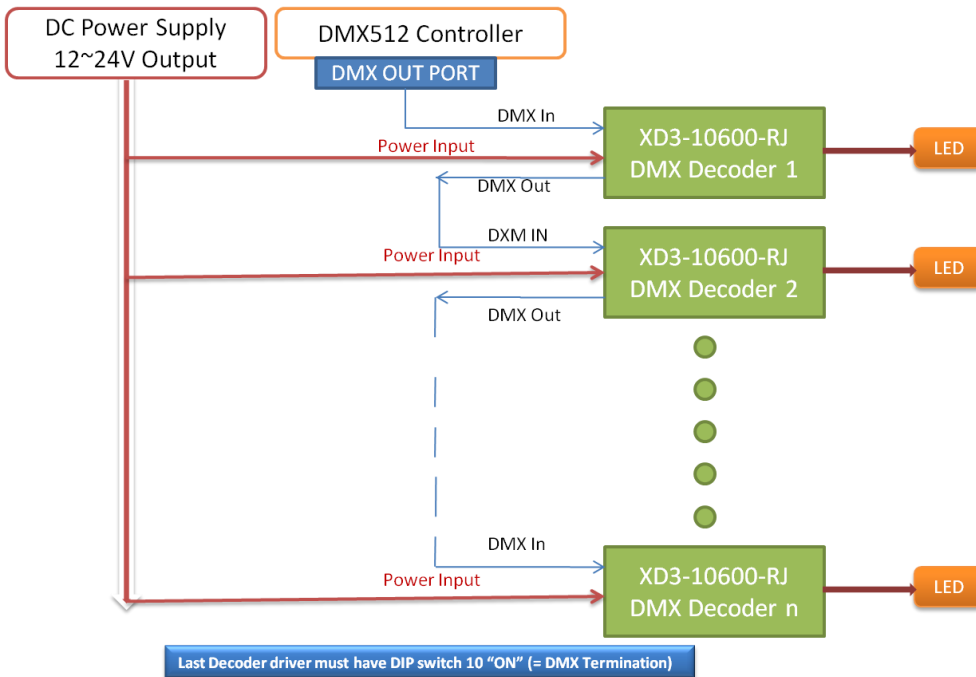 DC Power Supply
12~24V Output
DMX512 Controller
DMX OUT PORT
DMX In
Power Input
XD3-10600-RJ
DMX Decoder 1
LED
DMX Out
DXM IN
Power Input
XD3-10600-RJ
DMX Decoder 2
LED
DMX Out
DMX In
Power Input
XD3-10600-RJ
DMX Decoder n
LED
Last Decoder driver must have DIP switch 10 “ON” (= DMX Termination)